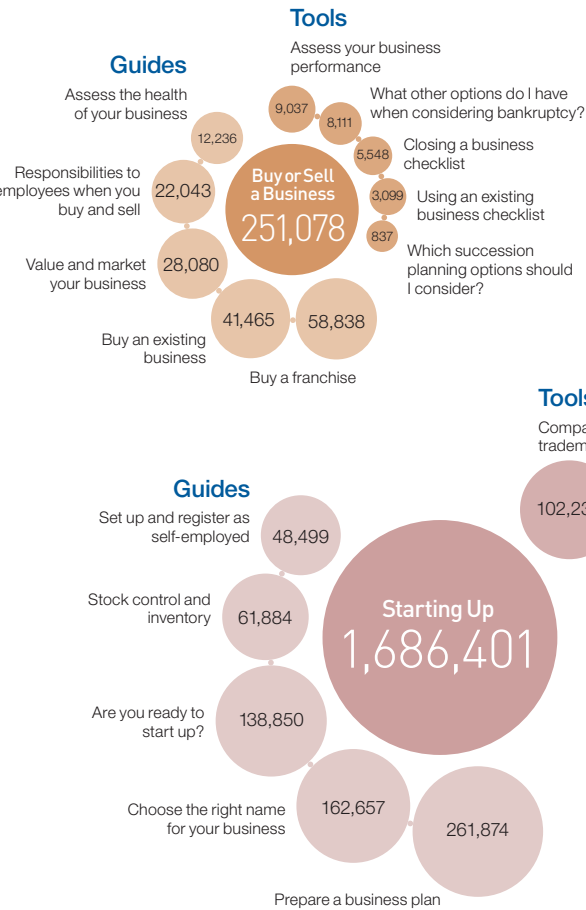 Tools
Assess your business
performance
Guides
Assess the health
of your business
9,037
8,111
What other options do I have
when considering bankruptcy?
12,236
5,548
Closing a business
checklist
Responsibilities to
employees when you
buy and sell
22,043
Buy or Sell
a Business
251,078
3,099
Using an existing
business checklist
837
Which succession
planning options should
I consider?
Value and market
your business
28,080
41,465
58,838
Buy an existing
business
Buy a franchise
Tools
Guides
Set up and register as
self-employed
48,499
Stock control and
inventory
61,884
Starting Up
1,686,401
Are you ready to
start up?
138,850
Choose the right name
for your business
162,657
261,874
Prepare a business plan